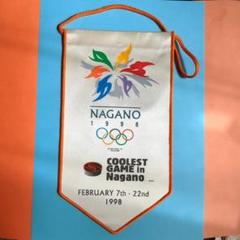 NAGANO
1998
COOLEST
GAME in
Nagano
FEBRUARY 7th - 22nd
1998